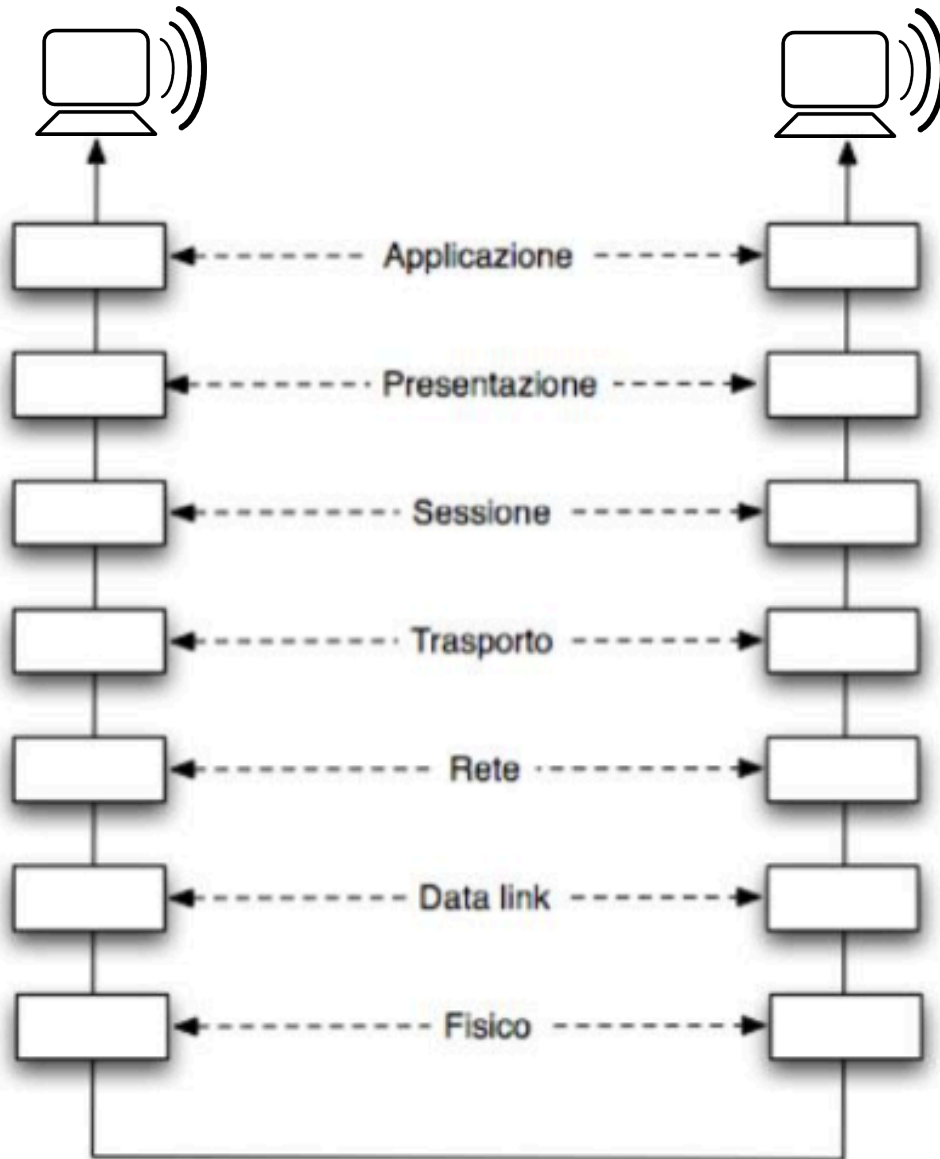 Applicazione
Presentazione
Sessione
Trasporto
Rete
Data link
Fisico